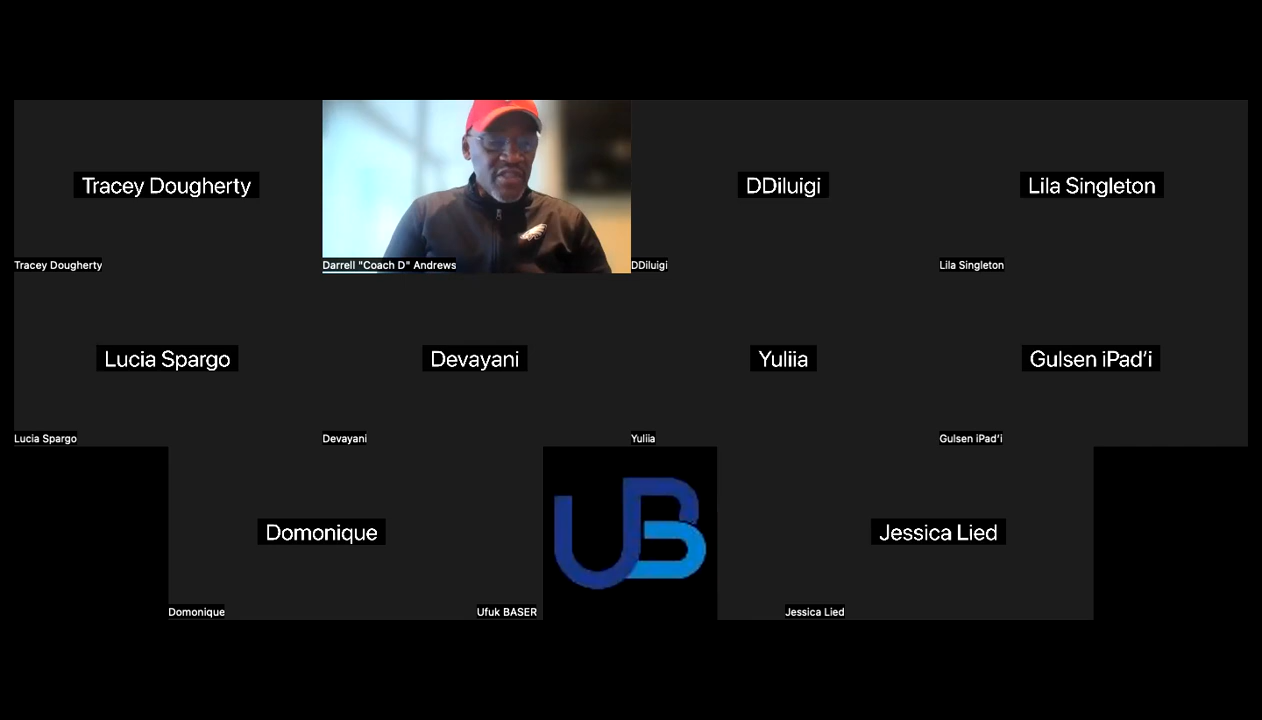 Tracey Dougherty
DDiluigi
Lila Singleton
Tracey Dougherty
Darrell "Coach D" Andrews
DDiluigi
Lila Singleton
Lucia Spargo
Devayani
Yuliia
Gulsen iPad’i
Lucia Spargo
Devayani
Yuliia
Gulsen iPad’i
Domonique
UB
Jessica Lied
Domonique
Ufuk BASER
Jessica Lied